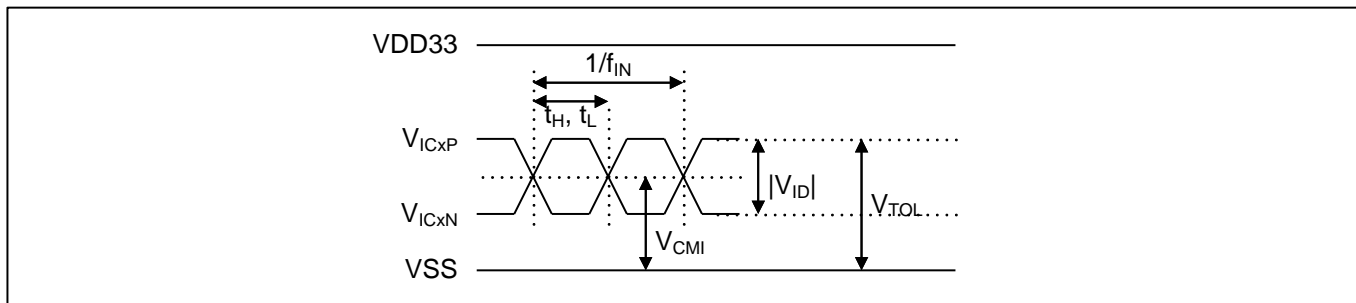 VDD33
1/fIN
tH, tL
VICxP
|VID|
VTOL
VICxN
VCMI
VSS